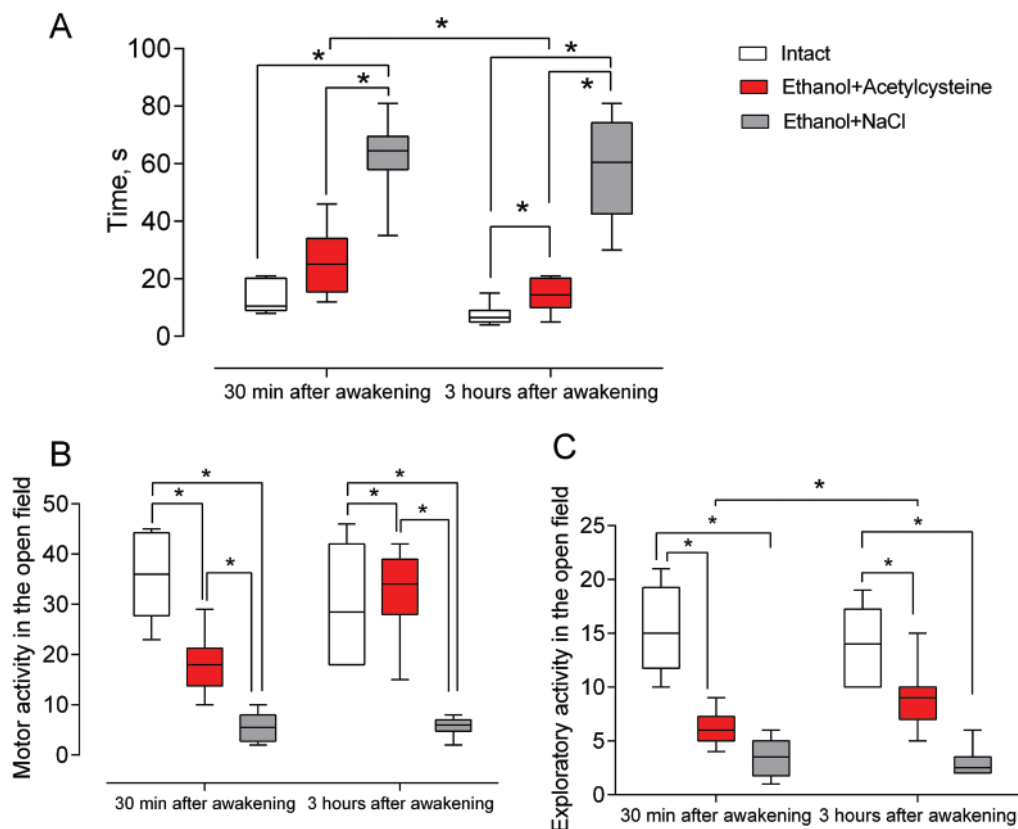 A
Time, s
100
80
60
40
20
0
* * * * * *
30 min after awakening
3 hours after awakening
Intact
Ethanol+Acetylcysteine
Ethanol+NaCl
B
Motor activity in the open field
50
40
30
20
10
0
* * * * * *
30 min after awakening
3 hours after awakening
C
Exploratory activity in the open field
25
20
15
10
5
0
* * * * *
30 min after awakening
3 hours after awakening